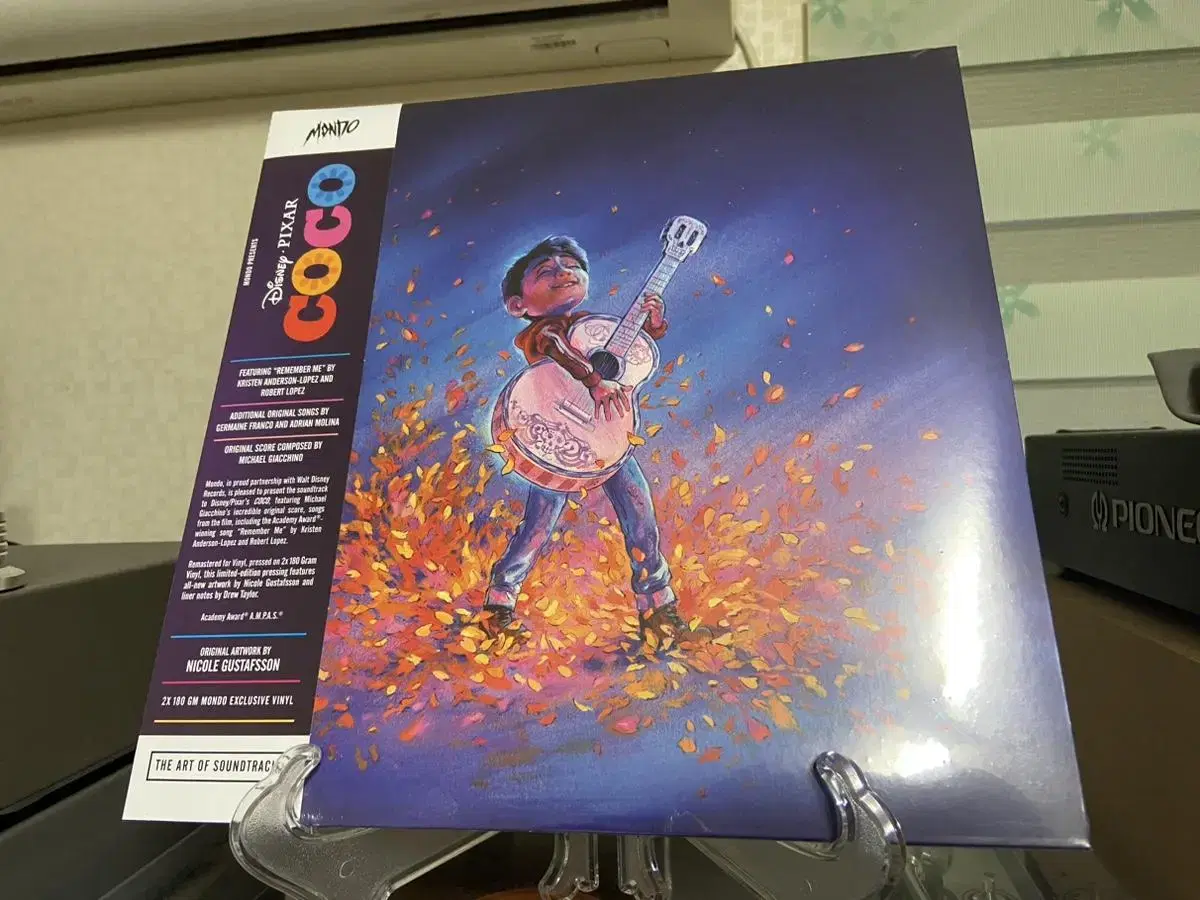 MONDO
MONDO PRESENTS
DISNEY · PIXAR
COCO
FEATURING "REMEMBER ME" BY
KRISTEN ANDERSON-LOPEZ AND
ROBERT LOPEZ
ADDITIONAL ORIGINAL SONGS BY
GERMAINE FRANCO AND ADRIAN MOLINA
ORIGINAL SCORE COMPOSED BY
MICHAEL GIACCHINO
Mondo, in proud partnership with Walt Disney
Records, is pleased to present the soundtrack
to Disney/Pixar's COCO, featuring Michael
Giacchino's incredible original score, songs
from the film, including the Academy Award®-
winning song "Remember Me" by Kristen
Anderson-Lopez and Robert Lopez.
Remastered for Vinyl, pressed on 2x 180 Gram
Vinyl, this limited-edition pressing features
all-new artwork by Nicole Gustafsson and
liner notes by Drew Taylor.
Academy Award® A.M.P.A.S.®
ORIGINAL ARTWORK BY
NICOLE GUSTAFSSON
2X 180 GM MONDO EXCLUSIVE VINYL
THE ART OF SOUNDTRAC
PIONE